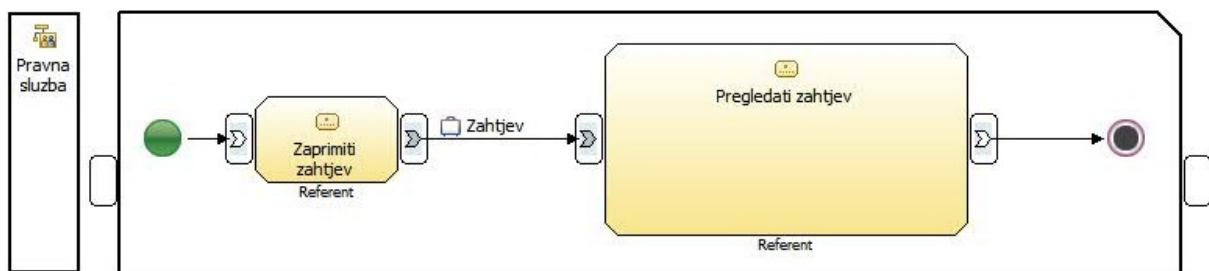 Pravna
sluzba
Zaprimiti
zahtjev
Referent
Zahtjev
Pregledati zahtjev
Referent